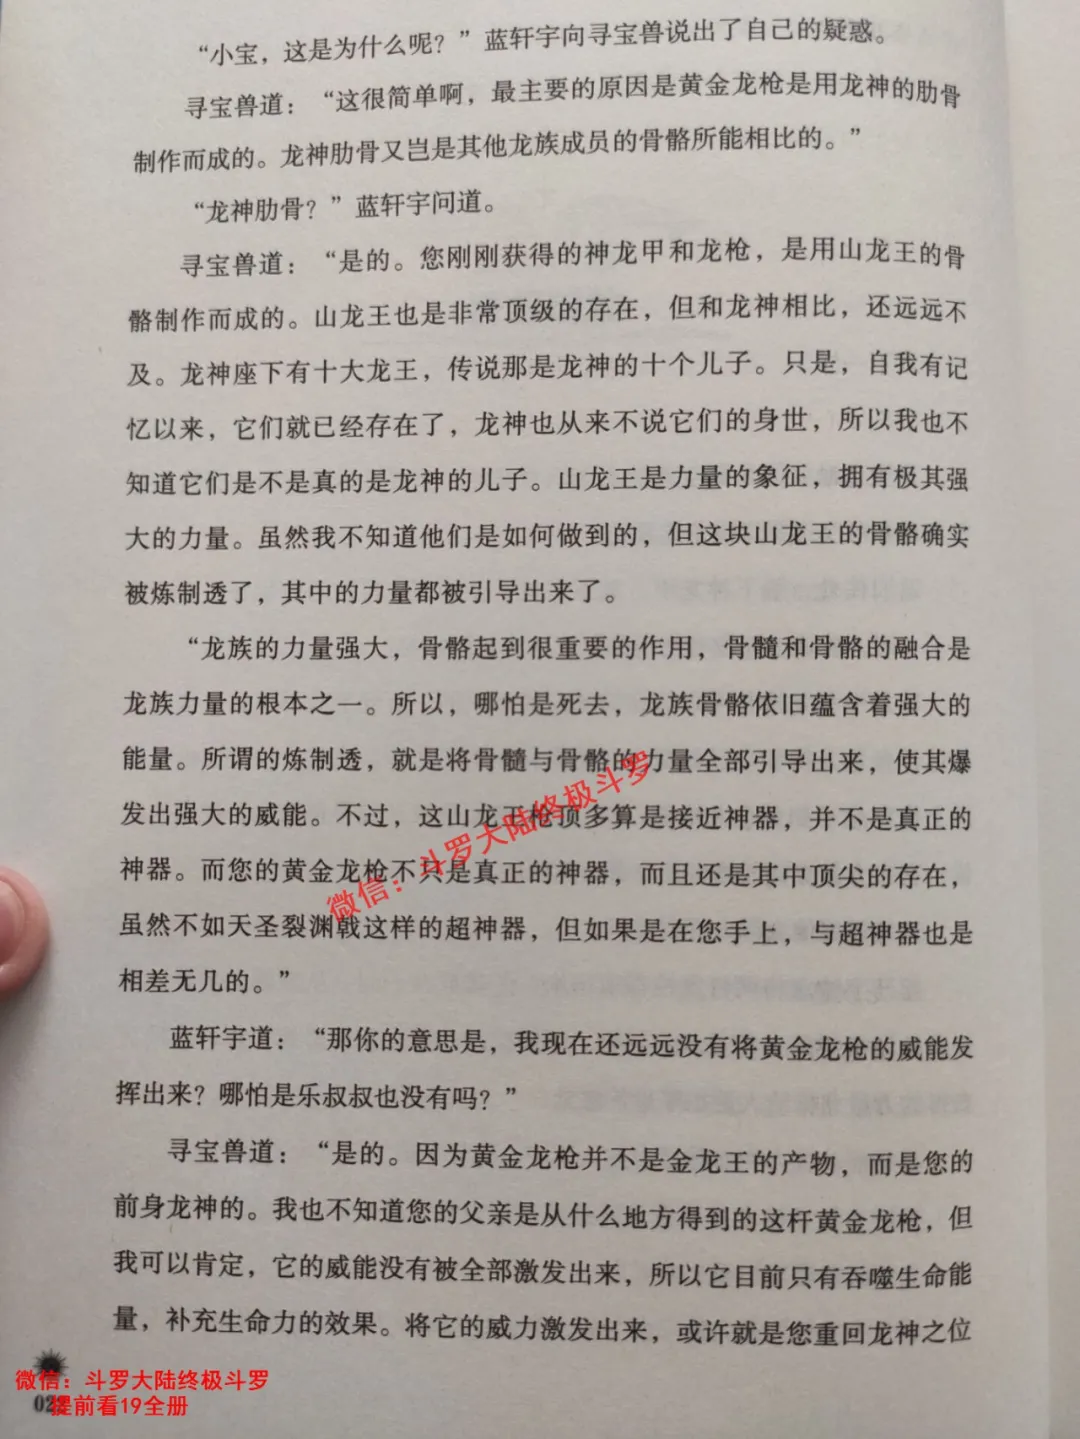 “小宝，这是为什么呢？”蓝轩宇向寻宝兽说出了自己的疑惑。
寻宝兽道：“这很简单啊，最主要的原因是黄金龙枪是用龙神的肋骨
制作而成的。龙神肋骨又岂是其他龙族成员的骨骼所能相比的。”
“龙神肋骨？”蓝轩宇问道。
寻宝兽道：“是的。您刚刚获得的神龙甲和龙枪，是用山龙王的骨
骼制作而成的。山龙王也是非常顶级的存在，但和龙神相比，还远远不
及。龙神座下有十大龙王，传说那是龙神的十个儿子。只是，自我有记
忆以来，它们就已经存在了，龙神也从来不说它们的身世，所以我也不
知道它们是不是真的是龙神的儿子。山龙王是力量的象征，拥有极其强
大的力量。虽然我不知道他们是如何做到的，但这块山龙王的骨骼确实
被炼制透了，其中的力量都被引导出来了。
“龙族的力量强大，骨骼起到很重要的作用，骨髓和骨骼的融合是
龙族力量的根本之一。所以，哪怕是死去，龙族骨骼依旧蕴含着强大的
能量。所谓的炼制透，就是将骨髓与骨骼的力量全部引导出来，使其爆
发出强大的威能。不过，这山龙王枪顶多算是接近神器，并不是真正的
神器。而您的黄金龙枪不只是真正的神器，而且还是其中顶尖的存在，
虽然不如天圣裂渊戟这样的超神器，但如果是在您手上，与超神器也是
相差无几的。”
蓝轩宇道：“那你的意思是，我现在还远远没有将黄金龙枪的威能发
挥出来？哪怕是乐叔叔也没有吗？”
寻宝兽道：“是的。因为黄金龙枪并不是金龙王的产物，而是您的
前身龙神的。我也不知道您的父亲是从什么地方得到的这杆黄金龙枪，但
我可以肯定，它的威能没有被全部激发出来，所以它目前只有吞噬生命能
量，补充生命力的效果。将它的威力激发出来，或许就是您重回龙神之位
微信：斗罗大陆终极斗罗
微信：斗罗大陆终极斗罗
提前看19全册